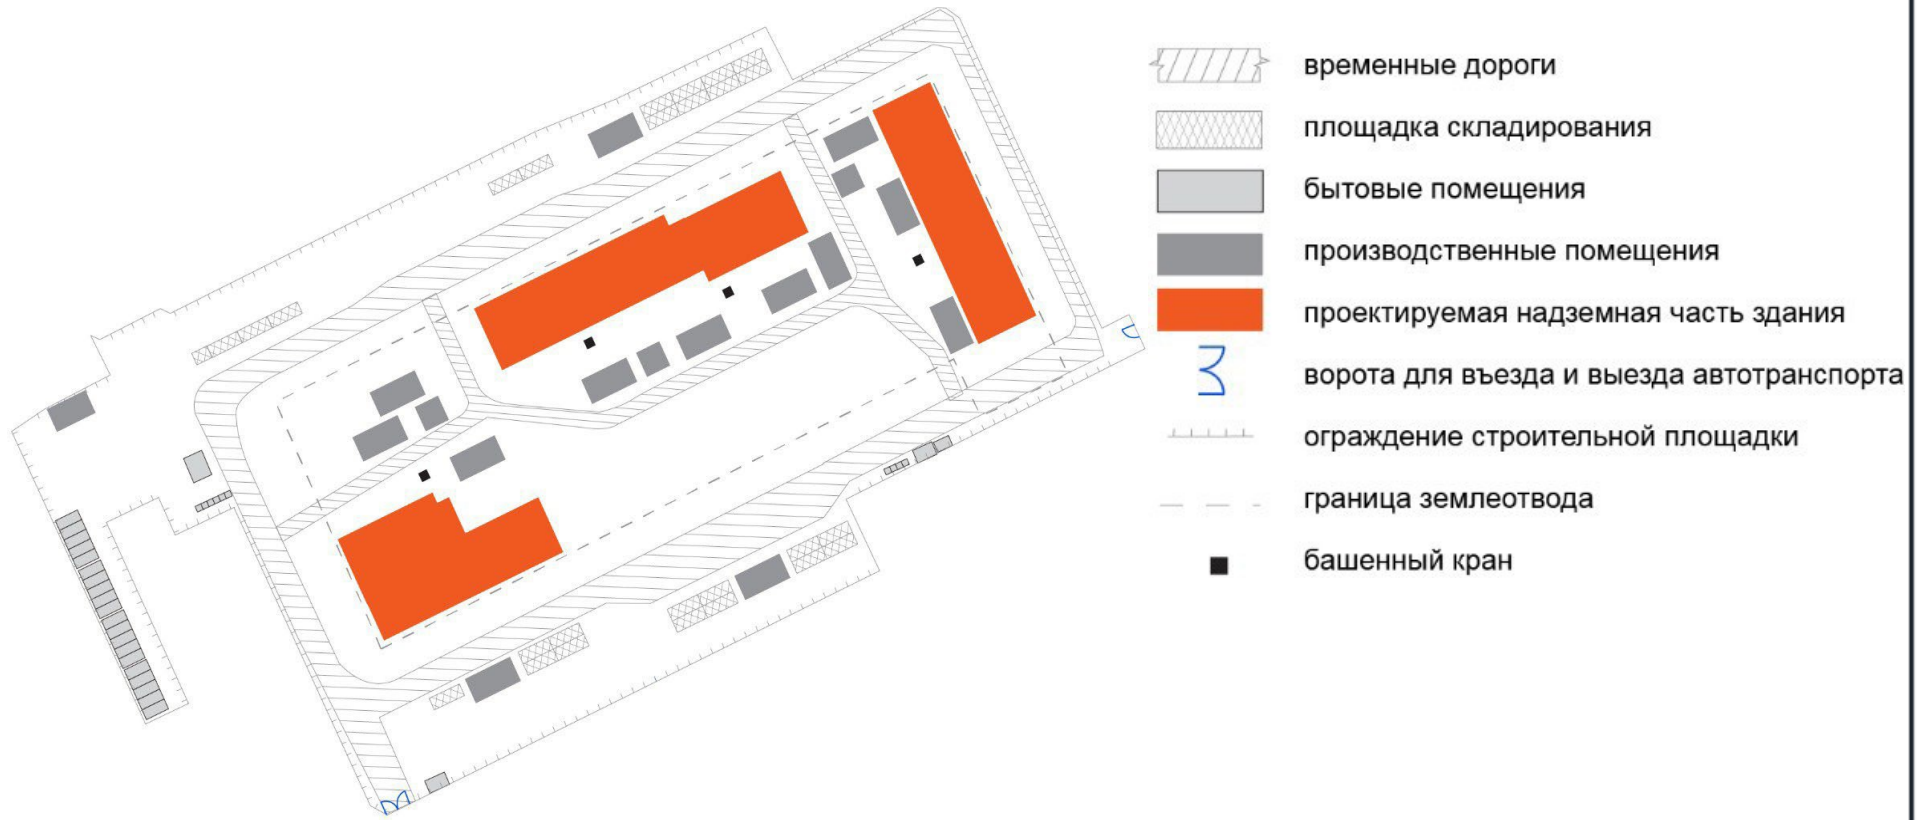 временные дороги
площадка складирования
бытовые помещения
производственные помещения
проектируемая надземная часть здания
ворота для въезда и выезда автотранспорта
ограждение строительной площадки
граница землеотвода
башенный кран